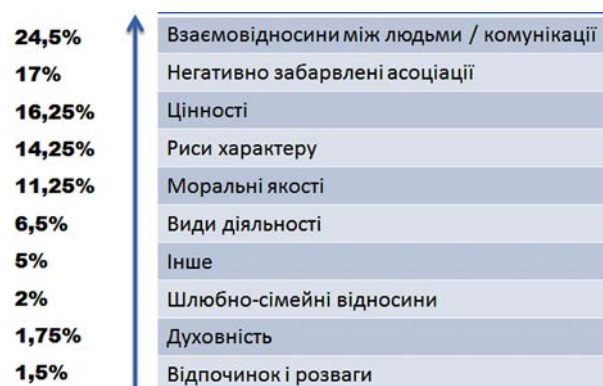 24,5% Взаємовідносини між людьми / комунікації
17% Негативно забарвлені асоціації
16,25% Цінності
14,25% Риси характеру
11,25% Моральні якості
6,5% Види діяльності
5% Інше
2% Шлюбно-сімейні відносини
1,75% Духовність
1,5% Відпочинок і розваги